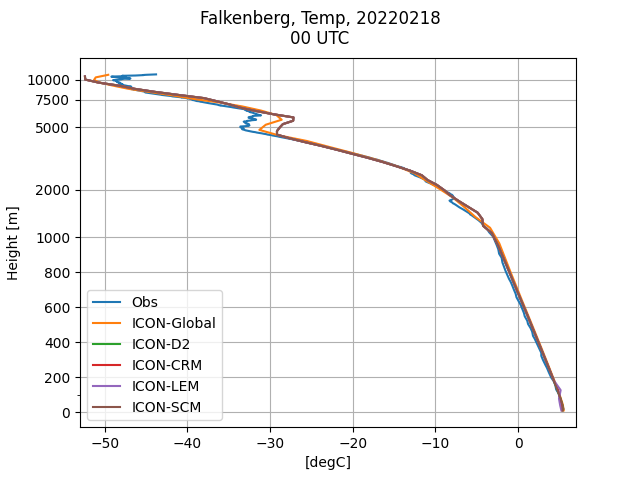 Falkenberg, Temp, 20220218
00 UTC
10000
7500
5000
2000
1000
800
600
400
200
0
Height [m]
Obs
ICON-Global
ICON-D2
ICON-CRM
ICON-LEM
ICON-SCM
−50 −40 −30 −20 −10 0
[degC]